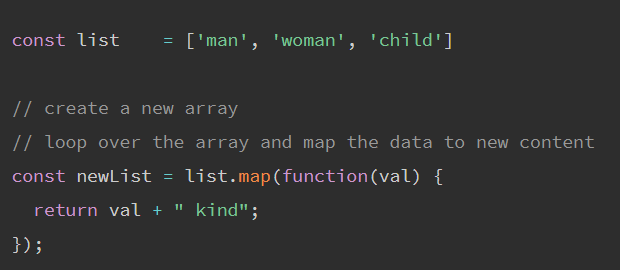 const list    = ['man', 'woman', 'child']
// create a new array
// loop over the array and map the data to new content
const newList = list.map(function(val) {
  return val + " kind";
});